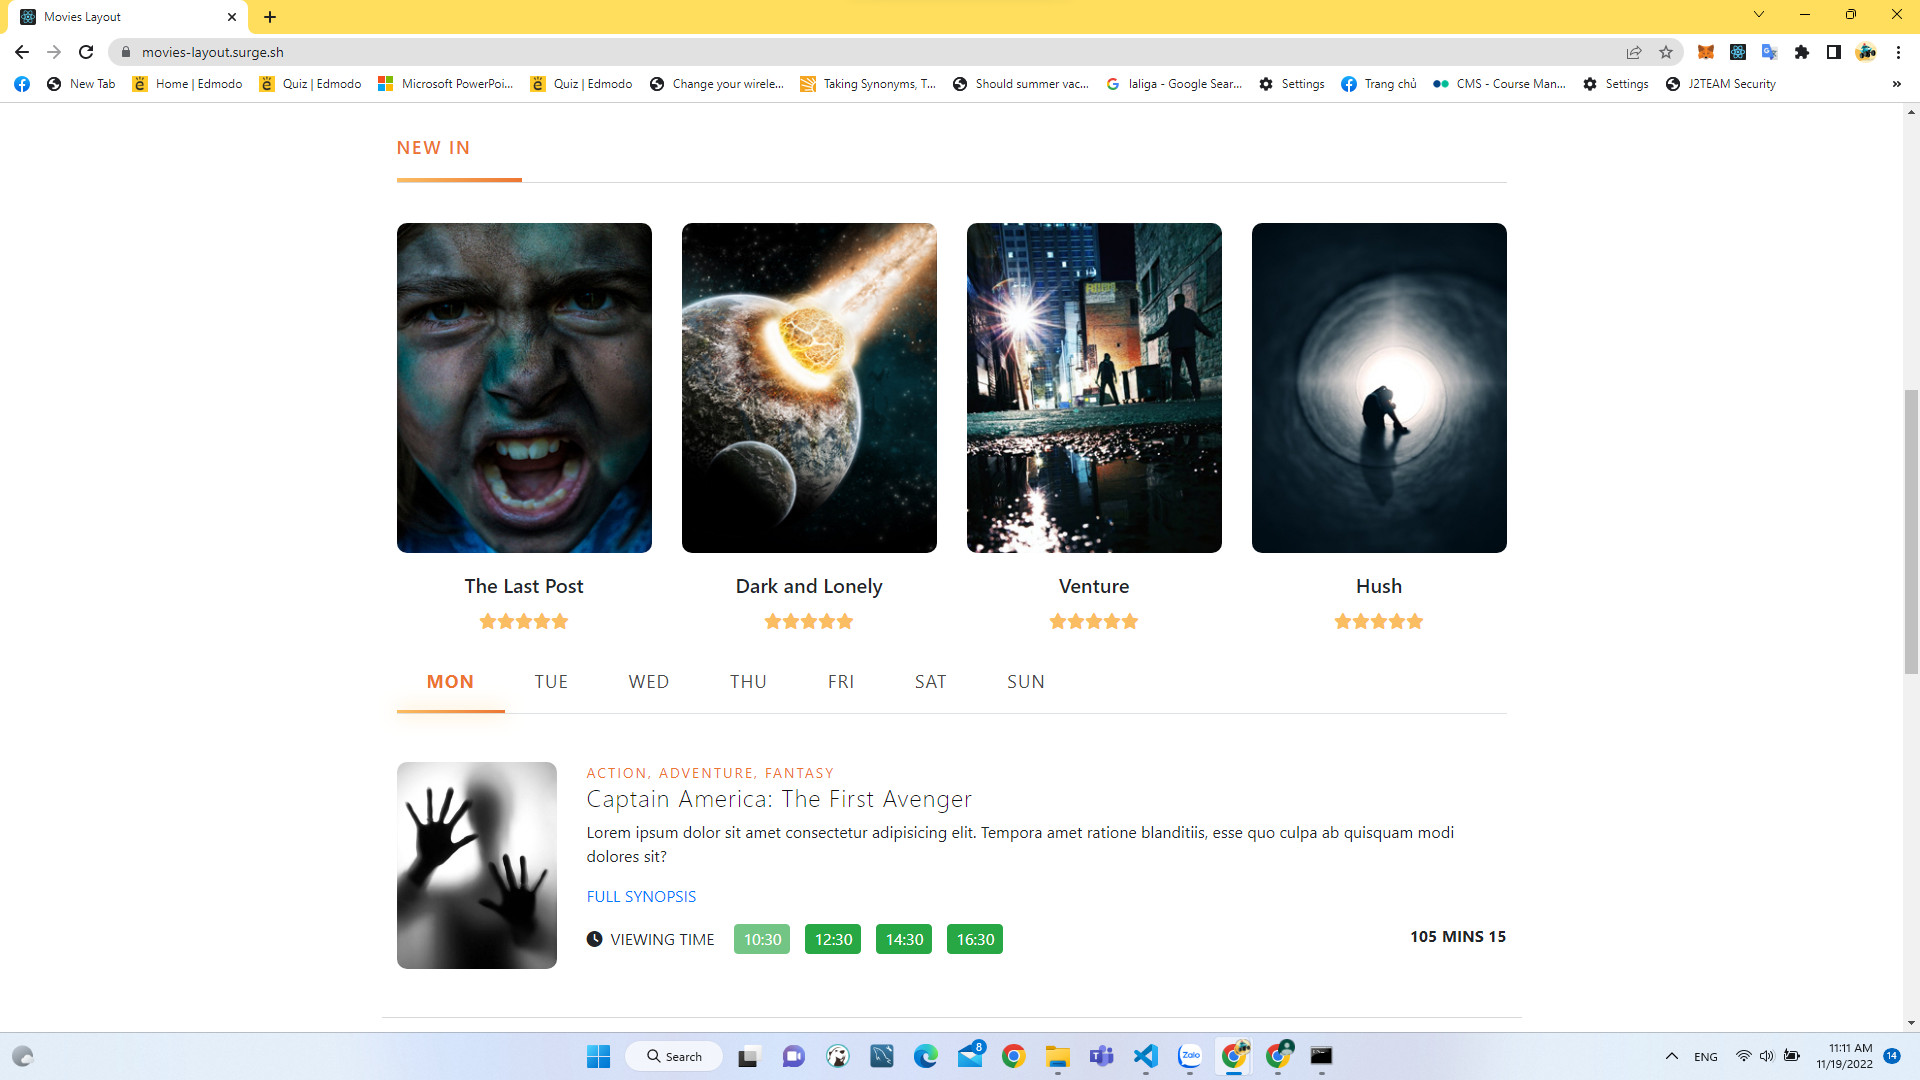 Movies Layout
movies-layout.surge.sh
New Tab
Home | Edmodo
Quiz | Edmodo
Microsoft PowerPoi...
Quiz | Edmodo
Change your wirele...
Taking Synonyms, T...
Should summer vac...
laliga - Google Sear...
Settings
Trang chủ
CMS - Course Man...
Settings
J2TEAM Security
NEW IN
The Last Post
Dark and Lonely
Venture
Hush
MON TUE WED THU FRI SAT SUN
ACTION, ADVENTURE, FANTASY
Captain America: The First Avenger
Lorem ipsum dolor sit amet consectetur adipisicing elit. Tempora amet ratione blanditiis, esse quo culpa ab quisquam modi
dolores sit?
FULL SYNOPSIS
VIEWING TIME 10:30 12:30 14:30 16:30
105 MINS 15
Search
8
Zalo
ENG
11:11 AM
11/19/2022
14